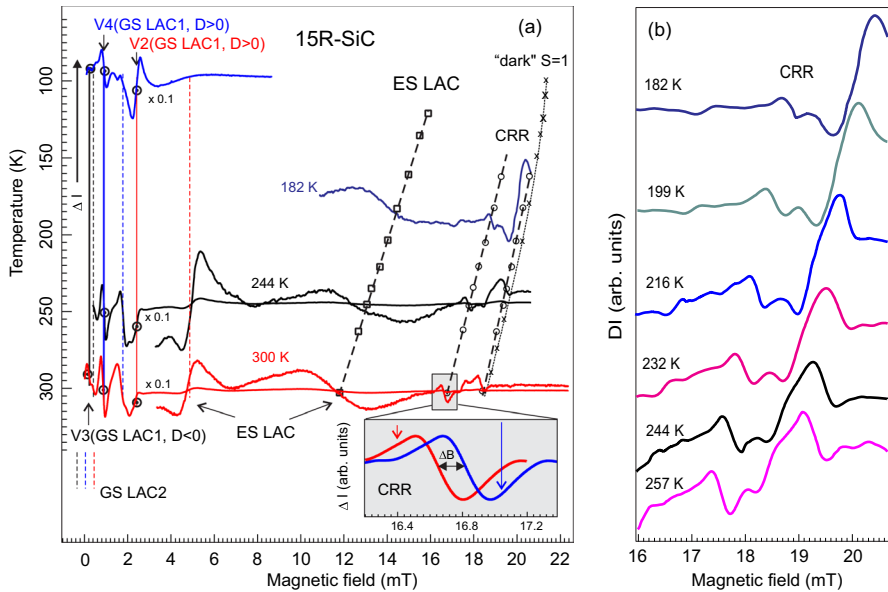 V4(GS LAC1, D>0)
V2(GS LAC1, D>0)
15R-SiC
(a)
(b)
"dark" S=1
ES LAC
CRR
x 0.1
182 K
244 K
x 0.1
300 K
x 0.1
Δ I
V3(GS LAC1, D<0)
ES LAC
GS LAC2
Temperature (K)
100
150
200
250
300
0 2 4 6 8 10 12 14 16 18 20 22
Magnetic field (mT)
Δ I (arb. units)
ΔB
CRR
16.4 16.8 17.2
182 K
CRR
199 K
216 K
232 K
244 K
257 K
DI (arb. units)
16 17 18 19 20
Magnetic field (mT)